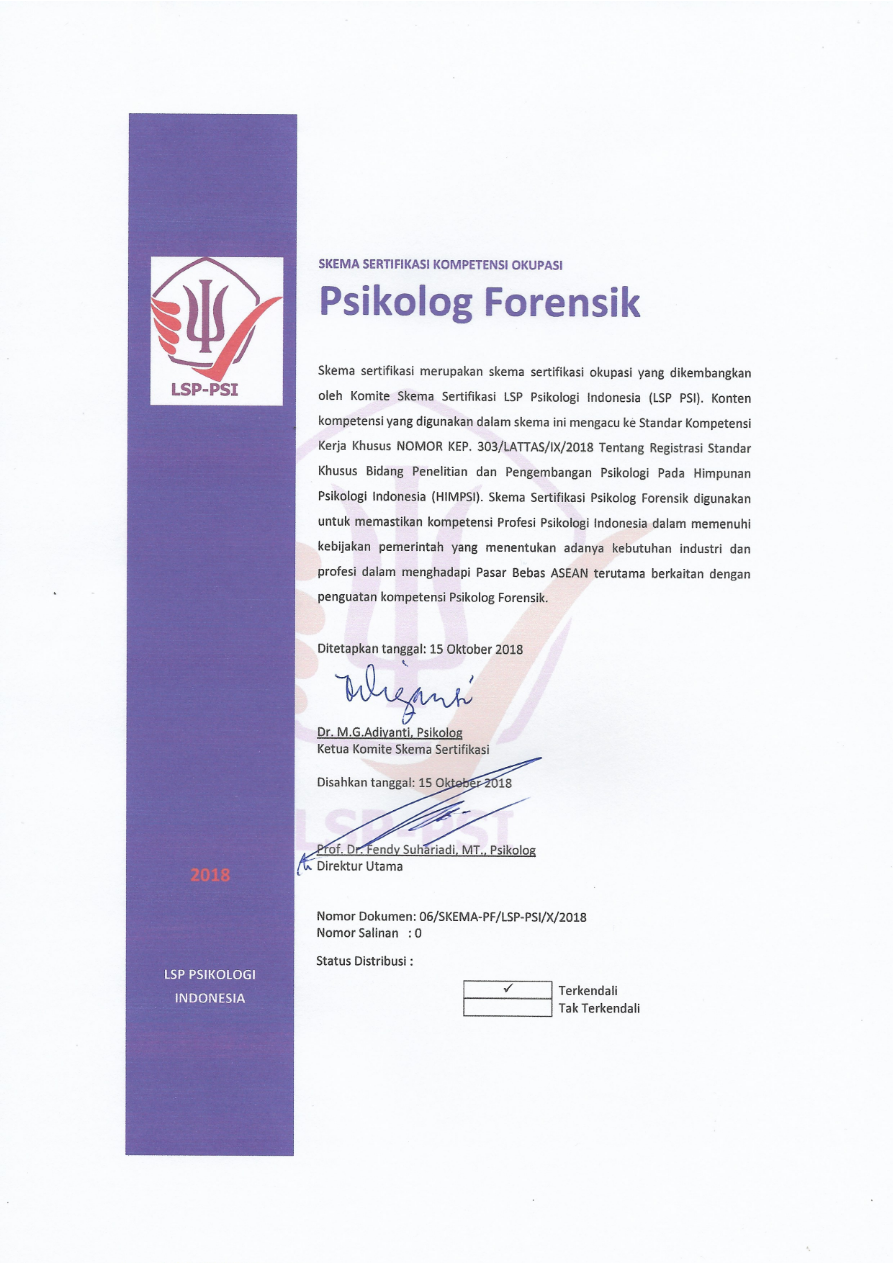 SKEMA SERTIFIKASI KOMPETENSI OKUPASI
Psikolog Forensik
LSP-PSI
Skema sertifikasi merupakan skema sertifikasi okupasi yang dikembangkan
oleh Komite Skema Sertifikasi LSP Psikologi Indonesia (LSP PSI). Konten
kompetensi yang digunakan dalam skema ini mengacu ke Standar Kompetensi
Kerja Khusus NOMOR KEP. 303/LATTAS/IX/2018 Tentang Registrasi Standar
Khusus Bidang Penelitian dan Pengembangan Psikologi Pada Himpunan
Psikologi Indonesia (HIMPSI). Skema Sertifikasi Psikolog Forensik digunakan
untuk memastikan kompetensi Profesi Psikologi Indonesia dalam memenuhi
kebijakan pemerintah yang menentukan adanya kebutuhan industri dan
profesi dalam menghadapi Pasar Bebas ASEAN terutama berkaitan dengan
penguatan kompetensi Psikolog Forensik.
Ditetapkan tanggal: 15 Oktober 2018
Dr. M.G.Adiyanti, Psikolog
Ketua Komite Skema Sertifikasi
Disahkan tanggal: 15 Oktober 2018
LSP-PSI
Prof. Dr. Fendy Suhariadi, MT., Psikolog
Direktur Utama
2018
Nomor Dokumen: 06/SKEMA-PF/LSP-PSI/X/2018
Nomor Salinan : 0
Status Distribusi :
LSP PSIKOLOGI
INDONESIA
✓ Terkendali
Tak Terkendali